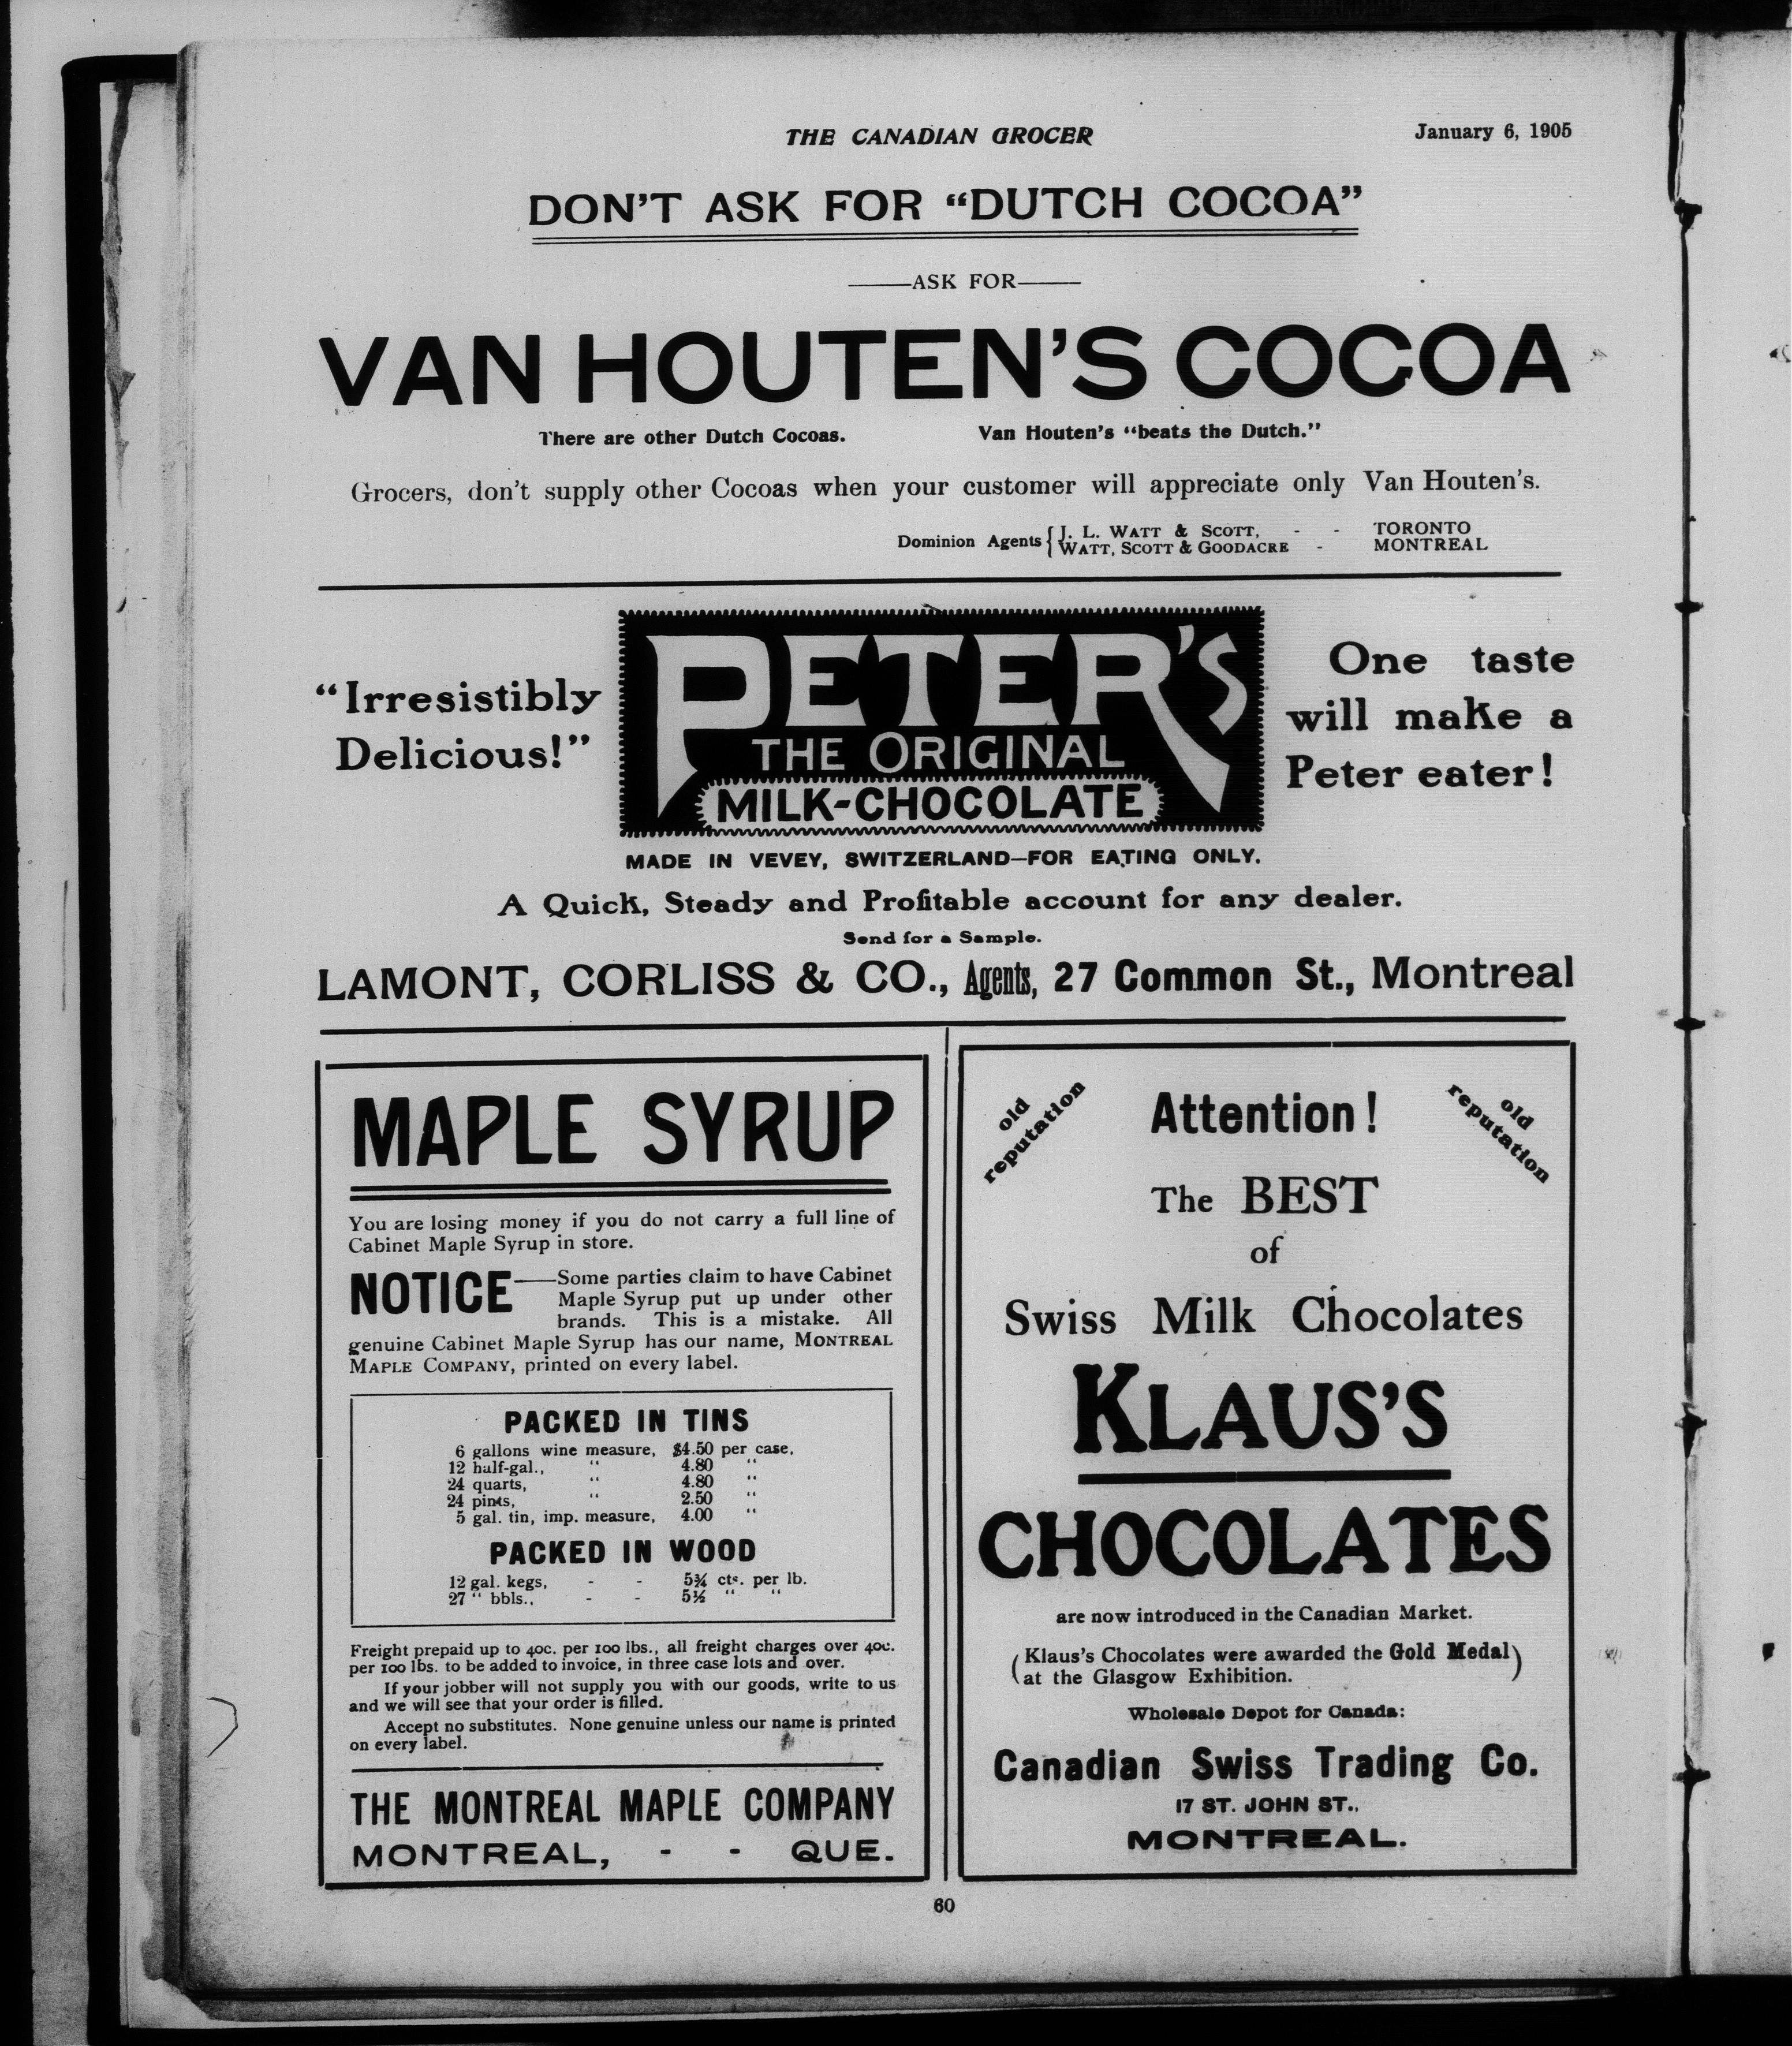 THE CANADIAN GROCER
January 6, 1905
DON'T ASK FOR "DUTCH COCOA"
ASK FOR
VAN HOUTEN'S COCOA
There are other Dutch Cocoas. Van Houten's "beats the Dutch."
Grocers, don't supply other Cocoas when your customer will appreciate only Van Houten's.
Dominion Agents { J. L. WATT & SCOTT, - - TORONTO
WATT, SCOTT & GOODACRE - MONTREAL
"Irresistibly
Delicious!"
PETER'S
THE ORIGINAL
MILK-CHOCOLATE
One taste
will make a
Peter eater!
MADE IN VEVEY, SWITZERLAND—FOR EATING ONLY.
A Quick, Steady and Profitable account for any dealer.
Send for a Sample.
LAMONT, CORLISS & CO., Agents, 27 Common St., Montreal
MAPLE SYRUP
You are losing money if you do not carry a full line of
Cabinet Maple Syrup in store.
NOTICE—Some parties claim to have Cabinet
Maple Syrup put up under other
brands. This is a mistake. All
genuine Cabinet Maple Syrup has our name, MONTREAL
MAPLE COMPANY, printed on every label.
PACKED IN TINS
6 gallons wine measure, $4.50 per case,
12 half-gal., " 4.80 "
24 quarts, " 4.80 "
24 pints, " 2.50 "
5 gal. tin, imp. measure, 4.00 "
PACKED IN WOOD
12 gal. kegs, - - 5¾ cts. per lb.
27 " bbls., - - 5½ " "
Freight prepaid up to 40c. per 100 lbs., all freight charges over 40c.
per 100 lbs. to be added to invoice, in three case lots and over.
If your jobber will not supply you with our goods, write to us
and we will see that your order is filled.
Accept no substitutes. None genuine unless our name is printed
on every label.
THE MONTREAL MAPLE COMPANY
MONTREAL, - - QUE.
old
reputation
Attention!
old
reputation
The BEST
of
Swiss Milk Chocolates
KLAUS'S
CHOCOLATES
are now introduced in the Canadian Market.
(Klaus's Chocolates were awarded the Gold Medal
at the Glasgow Exhibition.)
Wholesale Depot for Canada:
Canadian Swiss Trading Co.
17 ST. JOHN ST.,
MONTREAL.
60